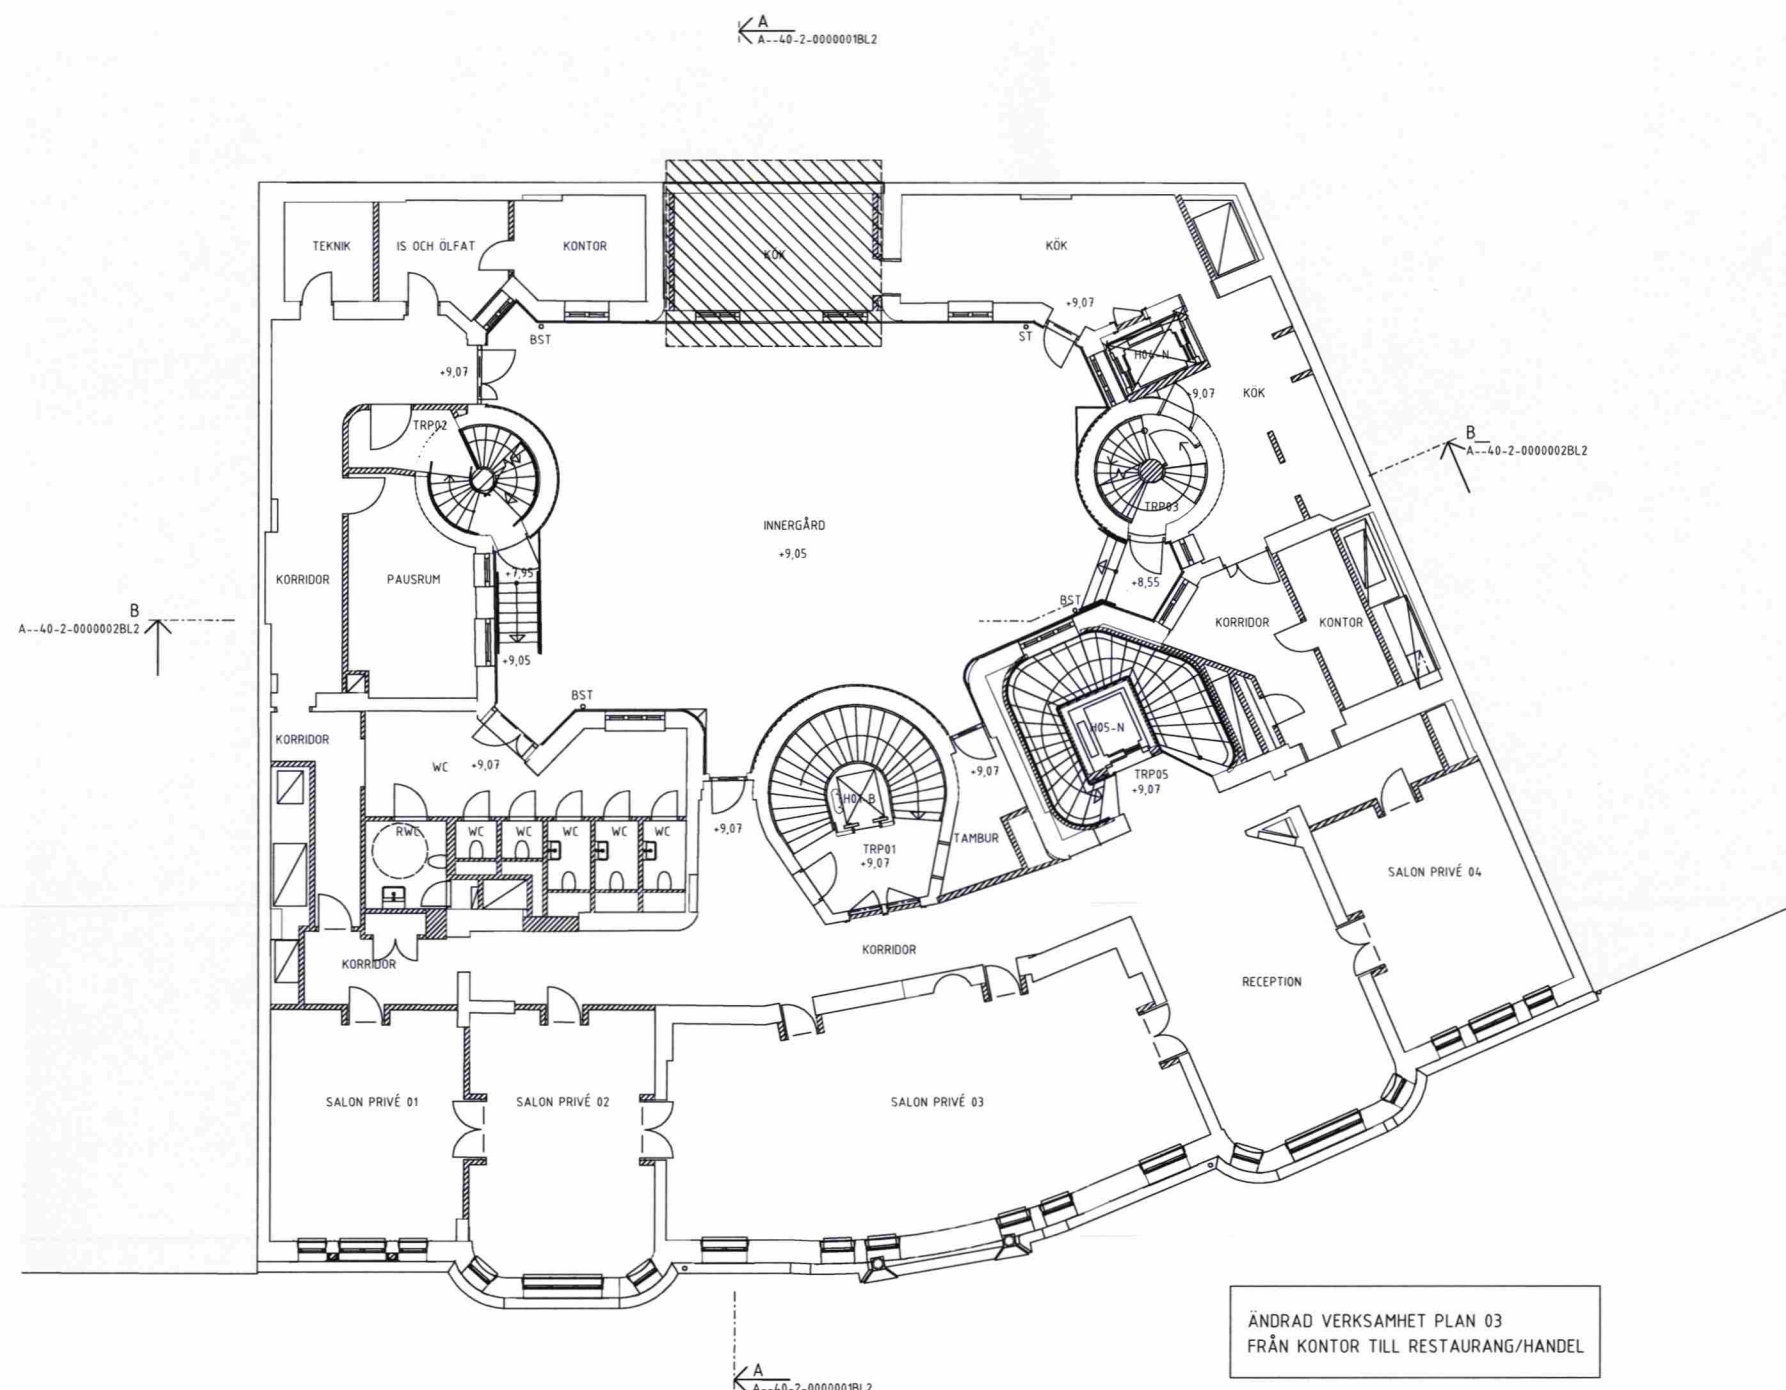 A
A--40-2-0000001BL2
TEKNIK
IS OCH ÖLFAT
KONTOR
KÖK
KÖK
+9,07
BST
ST
H04-N
+9,07
+9,07
KÖK
TRP02
B
A--40-2-0000002BL2
TRP03
INNERGÅRD
+9,05
KORRIDOR
PAUSRUM
+7,95
+8,55
BST
B
A--40-2-0000002BL2
KORRIDOR
KONTOR
+9,05
BST
H05-N
KORRIDOR
WC
+9,07
+9,07
TRP05
+9,07
H01-B
RWC
WC
WC
WC
WC
WC
+9,07
TRP01
+9,07
TAMBUR
SALON PRIVÉ 04
KORRIDOR
KORRIDOR
RECEPTION
SALON PRIVÉ 01
SALON PRIVÉ 02
SALON PRIVÉ 03
ÄNDRAD VERKSAMHET PLAN 03
FRÅN KONTOR TILL RESTAURANG/HANDEL
A
A--40-2-0000001BL2